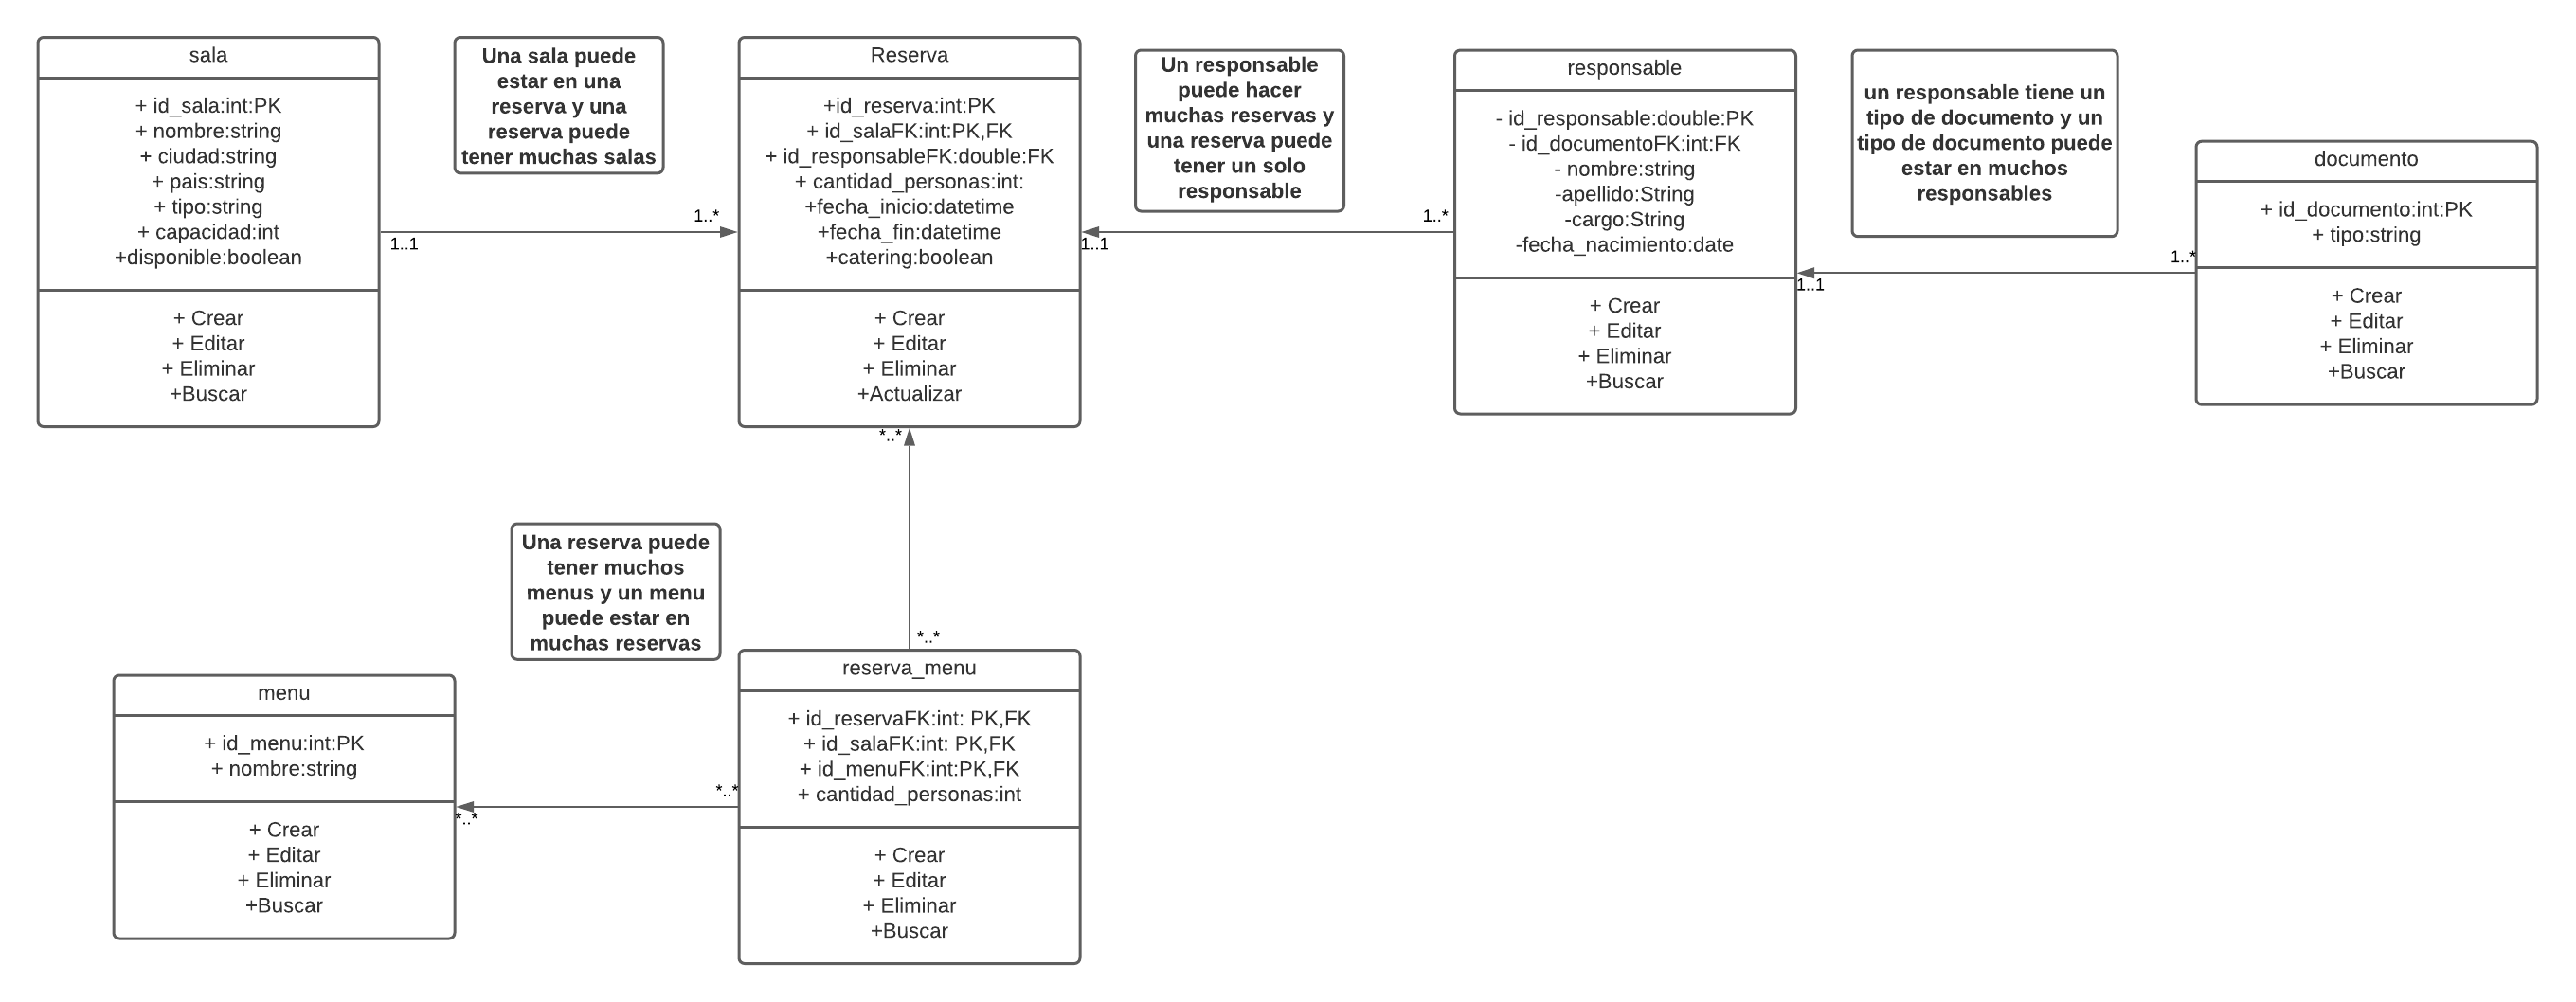 sala
+ id_sala:int:PK
+ nombre:string
+ ciudad:string
+ pais:string
+ tipo:string
+ capacidad:int
+disponible:boolean
+ Crear
+ Editar
+ Eliminar
+Buscar
Una sala puede
estar en una
reserva y una
reserva puede
tener muchas salas
1..1
1..*
Reserva
+id_reserva:int:PK
+ id_salaFK:int:PK,FK
+ id_responsableFK:double:FK
+ cantidad_personas:int:
+fecha_inicio:datetime
+fecha_fin:datetime
+catering:boolean
+ Crear
+ Editar
+ Eliminar
+Actualizar
Un responsable
puede hacer
muchas reservas y
una reserva puede
tener un solo
responsable
1..1
1..*
responsable
- id_responsable:double:PK
- id_documentoFK:int:FK
- nombre:string
-apellido:String
-cargo:String
-fecha_nacimiento:date
+ Crear
+ Editar
+ Eliminar
+Buscar
un responsable tiene un
tipo de documento y un
tipo de documento puede
estar en muchos
responsables
1..1
1..*
documento
+ id_documento:int:PK
+ tipo:string
+ Crear
+ Editar
+ Eliminar
+Buscar
*..*
Una reserva puede
tener muchos
menus y un menu
puede estar en
muchas reservas
*..*
menu
+ id_menu:int:PK
+ nombre:string
+ Crear
+ Editar
+ Eliminar
+Buscar
*..*
*..*
reserva_menu
+ id_reservaFK:int: PK,FK
+ id_salaFK:int: PK,FK
+ id_menuFK:int:PK,FK
+ cantidad_personas:int
+ Crear
+ Editar
+ Eliminar
+Buscar